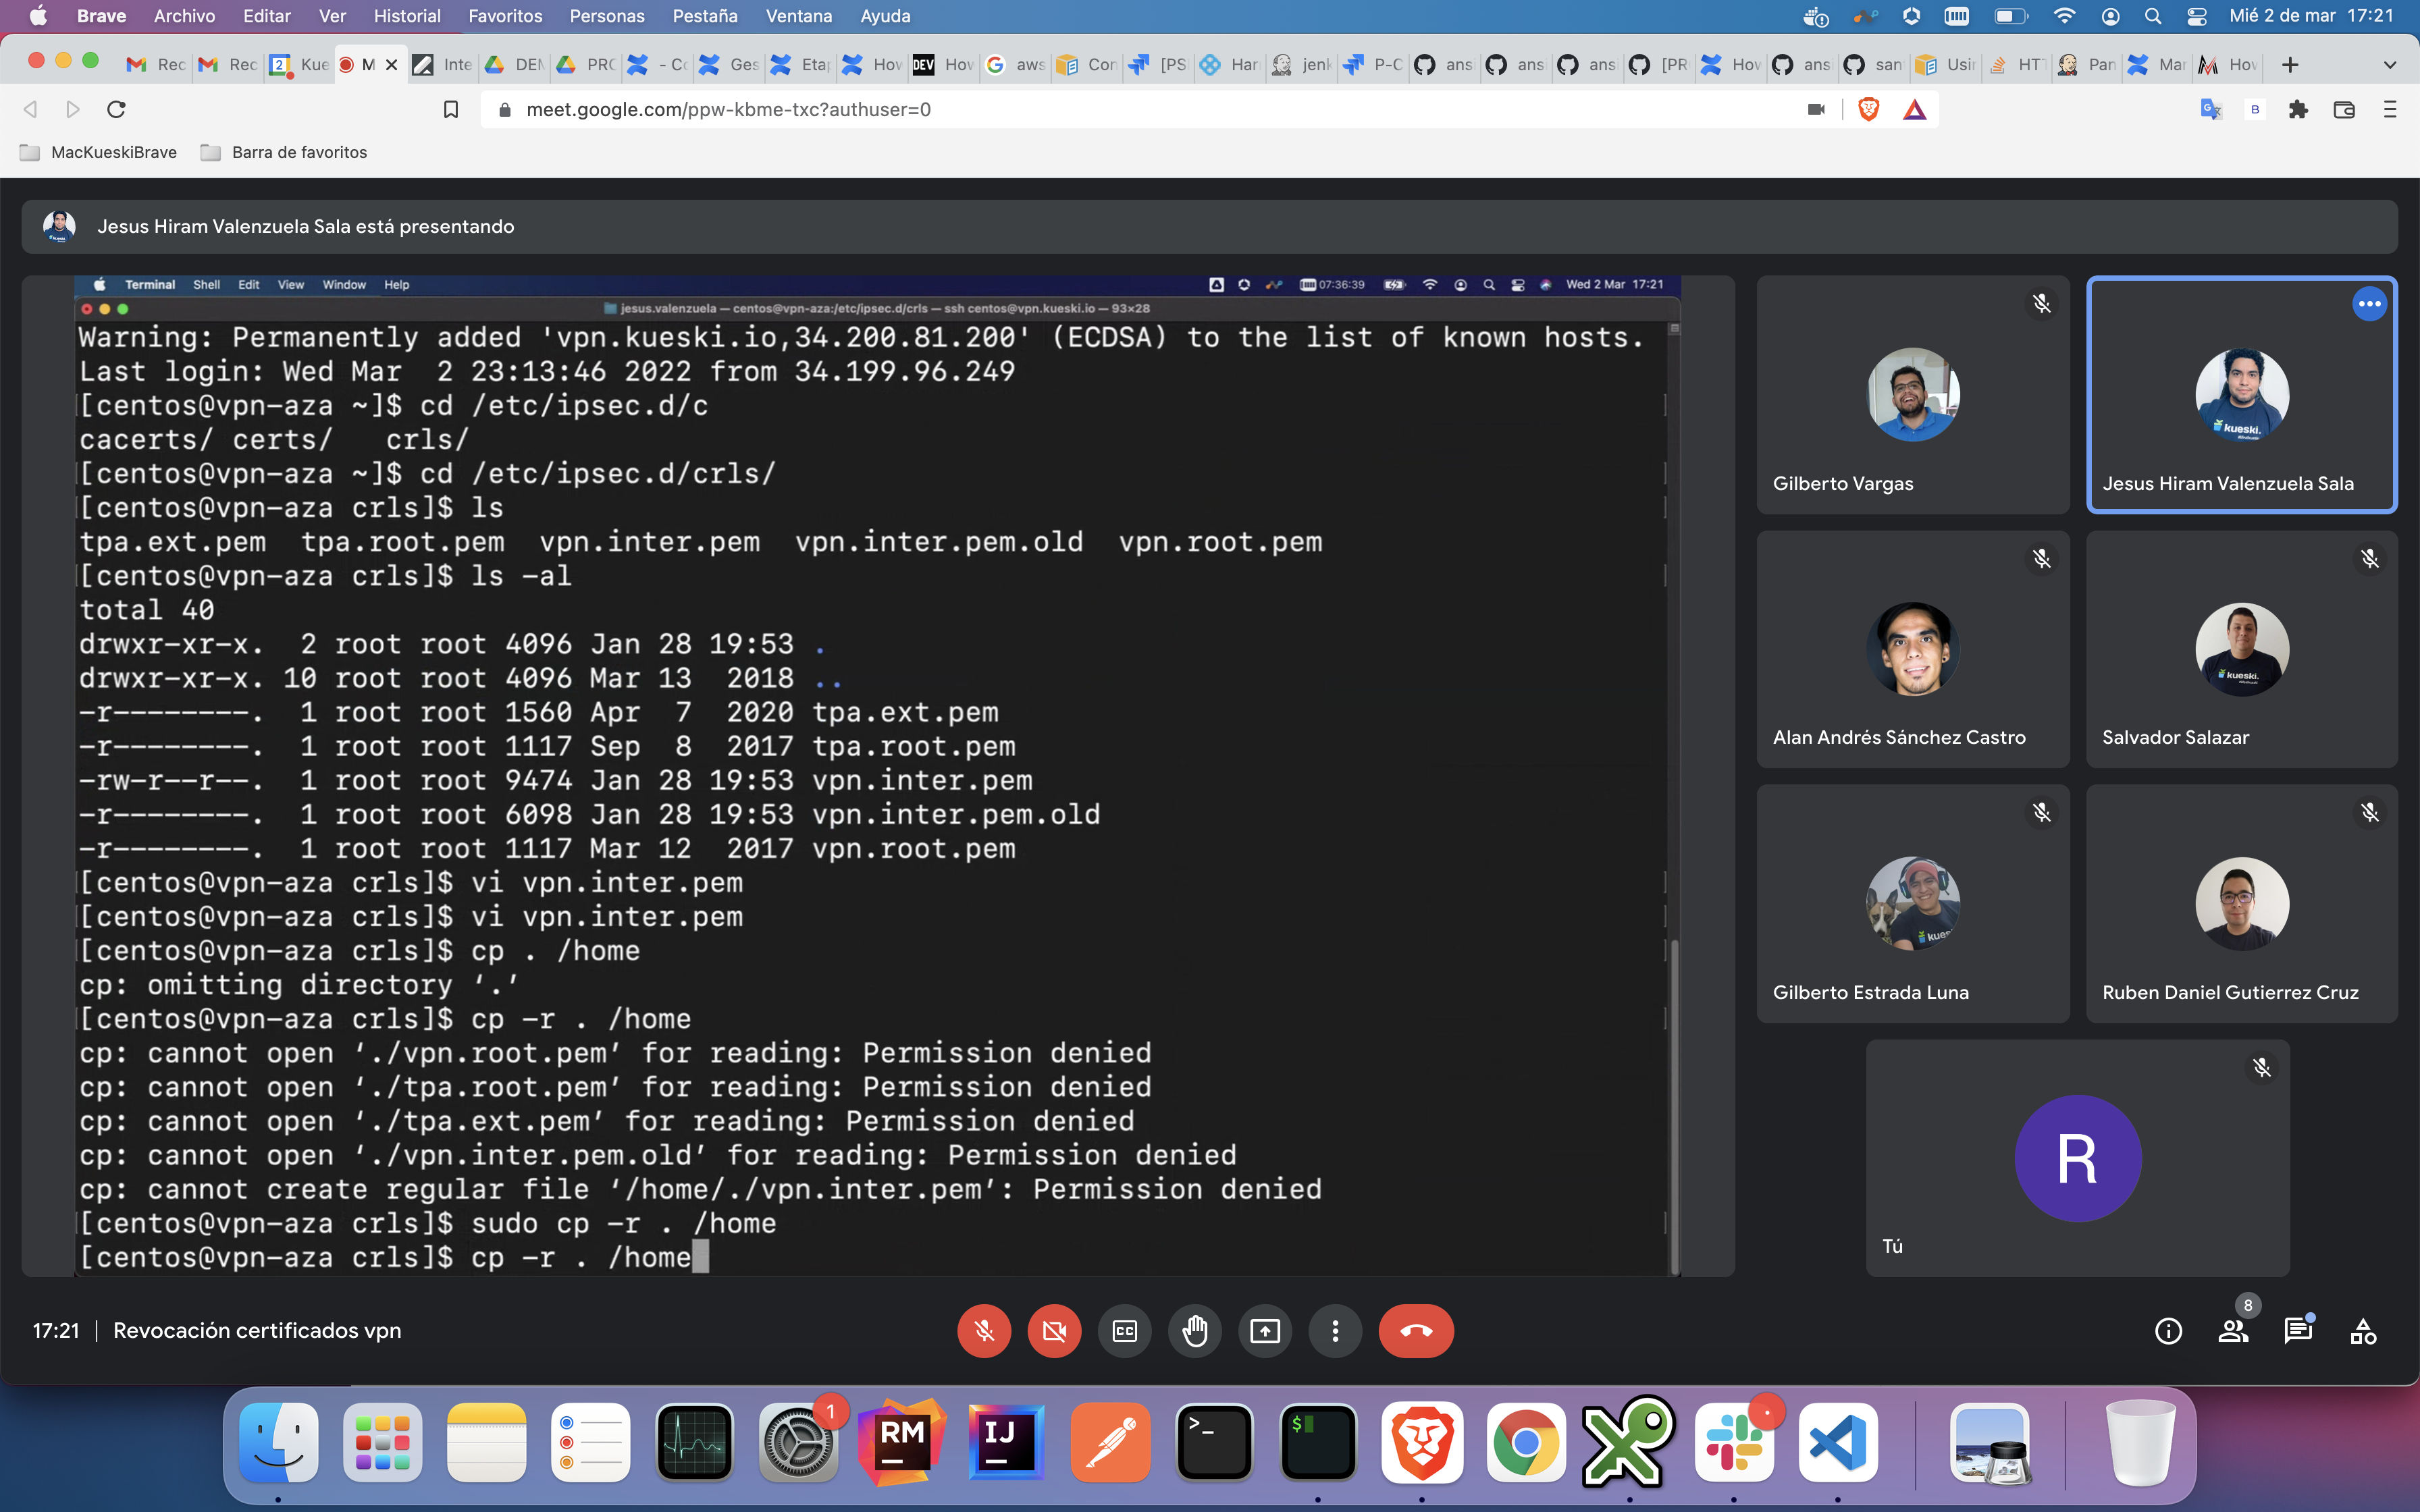 Brave Archivo Editar Ver Historial Favoritos Personas Pestaña Ventana Ayuda Mié 2 de mar 17:21
Rec Rec Kue M Inte DEM PRO - Co Ges Etap How How aws Con [PS Har jenk P-C ans ans ans [PR How ans san Usir HTT Pan Mar How
meet.google.com/ppw-kbme-txc?authuser=0
MacKueskiBrave Barra de favoritos
Jesus Hiram Valenzuela Sala está presentando
Terminal Shell Edit View Window Help 07:36:39 Wed 2 Mar 17:21
jesus.valenzuela — centos@vpn-aza:/etc/ipsec.d/crls — ssh centos@vpn.kueski.io — 93×28
Warning: Permanently added 'vpn.kueski.io,34.200.81.200' (ECDSA) to the list of known hosts.
Last login: Wed Mar  2 23:13:46 2022 from 34.199.96.249
[centos@vpn-aza ~]$ cd /etc/ipsec.d/c
cacerts/ certs/   crls/
[centos@vpn-aza ~]$ cd /etc/ipsec.d/crls/
[centos@vpn-aza crls]$ ls
tpa.ext.pem  tpa.root.pem  vpn.inter.pem  vpn.inter.pem.old  vpn.root.pem
[centos@vpn-aza crls]$ ls -al
total 40
drwxr-xr-x.  2 root root 4096 Jan 28 19:53 .
drwxr-xr-x. 10 root root 4096 Mar 13  2018 ..
-r--------.  1 root root 1560 Apr  7  2020 tpa.ext.pem
-r--------.  1 root root 1117 Sep  8  2017 tpa.root.pem
-rw-r--r--.  1 root root 9474 Jan 28 19:53 vpn.inter.pem
-r--------.  1 root root 6098 Jan 28 19:53 vpn.inter.pem.old
-r--------.  1 root root 1117 Mar 12  2017 vpn.root.pem
[centos@vpn-aza crls]$ vi vpn.inter.pem
[centos@vpn-aza crls]$ vi vpn.inter.pem
[centos@vpn-aza crls]$ cp . /home
cp: omitting directory ‘.’
[centos@vpn-aza crls]$ cp -r . /home
cp: cannot open ‘./vpn.root.pem’ for reading: Permission denied
cp: cannot open ‘./tpa.root.pem’ for reading: Permission denied
cp: cannot open ‘./tpa.ext.pem’ for reading: Permission denied
cp: cannot open ‘./vpn.inter.pem.old’ for reading: Permission denied
cp: cannot create regular file ‘/home/./vpn.inter.pem’: Permission denied
[centos@vpn-aza crls]$ sudo cp -r . /home
[centos@vpn-aza crls]$ cp -r . /home
Gilberto Vargas
kueski.
Jesus Hiram Valenzuela Sala
Alan Andrés Sánchez Castro
kueski.
Salvador Salazar
Gilberto Estrada Luna
Ruben Daniel Gutierrez Cruz
R
Tú
17:21 | Revocación certificados vpn
8
1
RM
IJ
>_
$